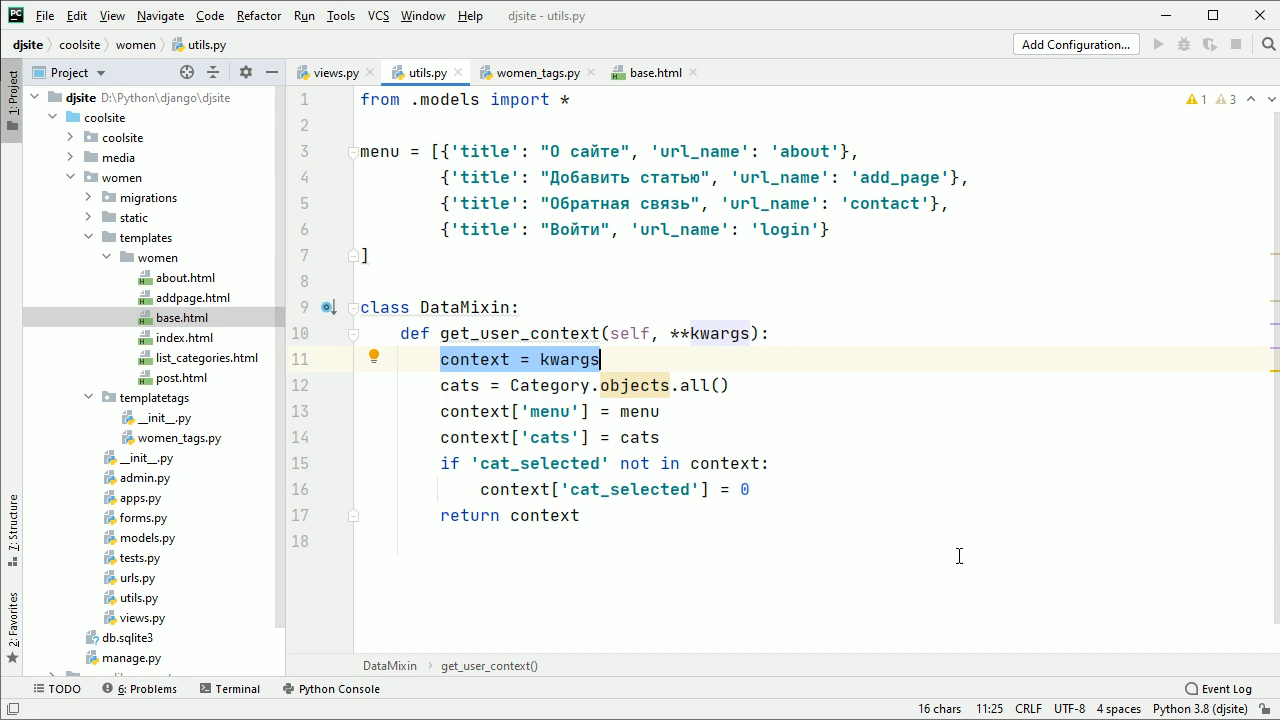 PC File Edit View Navigate Code Refactor Run Tools VCS Window Help djsite - utils.py
djsite coolsite women utils.py Add Configuration...
1: Project
7: Structure
2: Favorites
Project
djsite D:\Python\django\djsite
coolsite
coolsite
media
women
migrations
static
templates
women
about.html
addpage.html
base.html
index.html
list_categories.html
post.html
templatetags
__init__.py
women_tags.py
__init__.py
admin.py
apps.py
forms.py
models.py
tests.py
urls.py
utils.py
views.py
db.sqlite3
manage.py
views.py utils.py women_tags.py base.html
1 3
1 from .models import *
2
3 menu = [{'title': "О сайте", 'url_name': 'about'},
4 {'title': "Добавить статью", 'url_name': 'add_page'},
5 {'title': "Обратная связь", 'url_name': 'contact'},
6 {'title': "Войти", 'url_name': 'login'}
7 ]
8
9 class DataMixin:
10 def get_user_context(self, **kwargs):
11 context = kwargs
12 cats = Category.objects.all()
13 context['menu'] = menu
14 context['cats'] = cats
15 if 'cat_selected' not in context:
16 context['cat_selected'] = 0
17 return context
18
DataMixin get_user_context()
TODO 6: Problems Terminal Python Console Event Log
16 chars 11:25 CRLF UTF-8 4 spaces Python 3.8 (djsite)